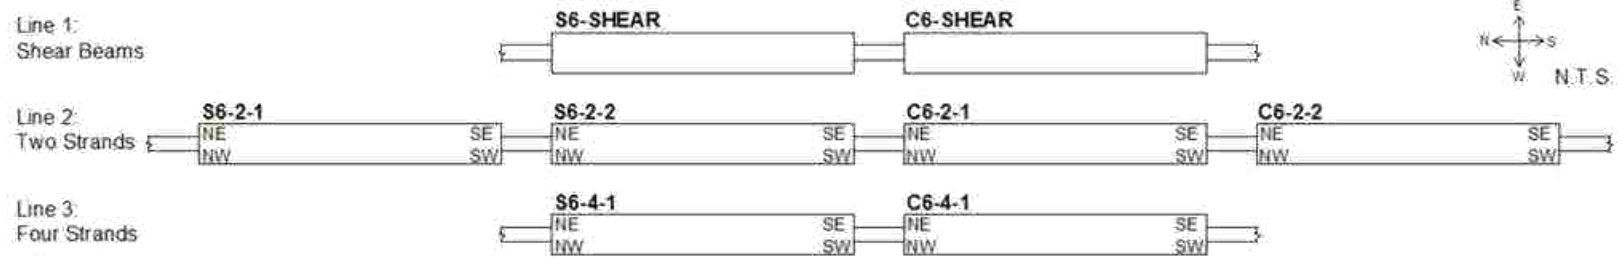 Line 1:
Shear Beams
S6-SHEAR
C6-SHEAR
E
N
S
W
N.T.S.
Line 2:
Two Strands
S6-2-1
NE
SE
NW
SW
S6-2-2
NE
SE
NW
SW
C6-2-1
NE
SE
NW
SW
C6-2-2
NE
SE
NW
SW
Line 3:
Four Strands
S6-4-1
NE
SE
NW
SW
C6-4-1
NE
SE
NW
SW